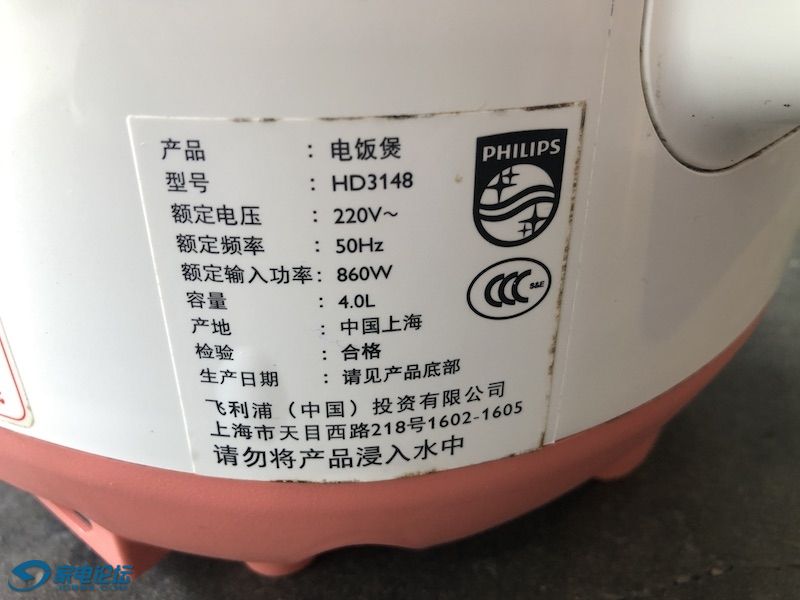 产品 : 电饭煲
型号 : HD3148
额定电压 : 220V~
额定频率 : 50Hz
额定输入功率: 860W
容量 : 4.0L
产地 : 中国上海
检验 : 合格
生产日期 : 请见产品底部
飞利浦（中国）投资有限公司
上海市天目西路218号1602-1605
请勿将产品浸入水中
PHILIPS
CCC S&E
家电论坛